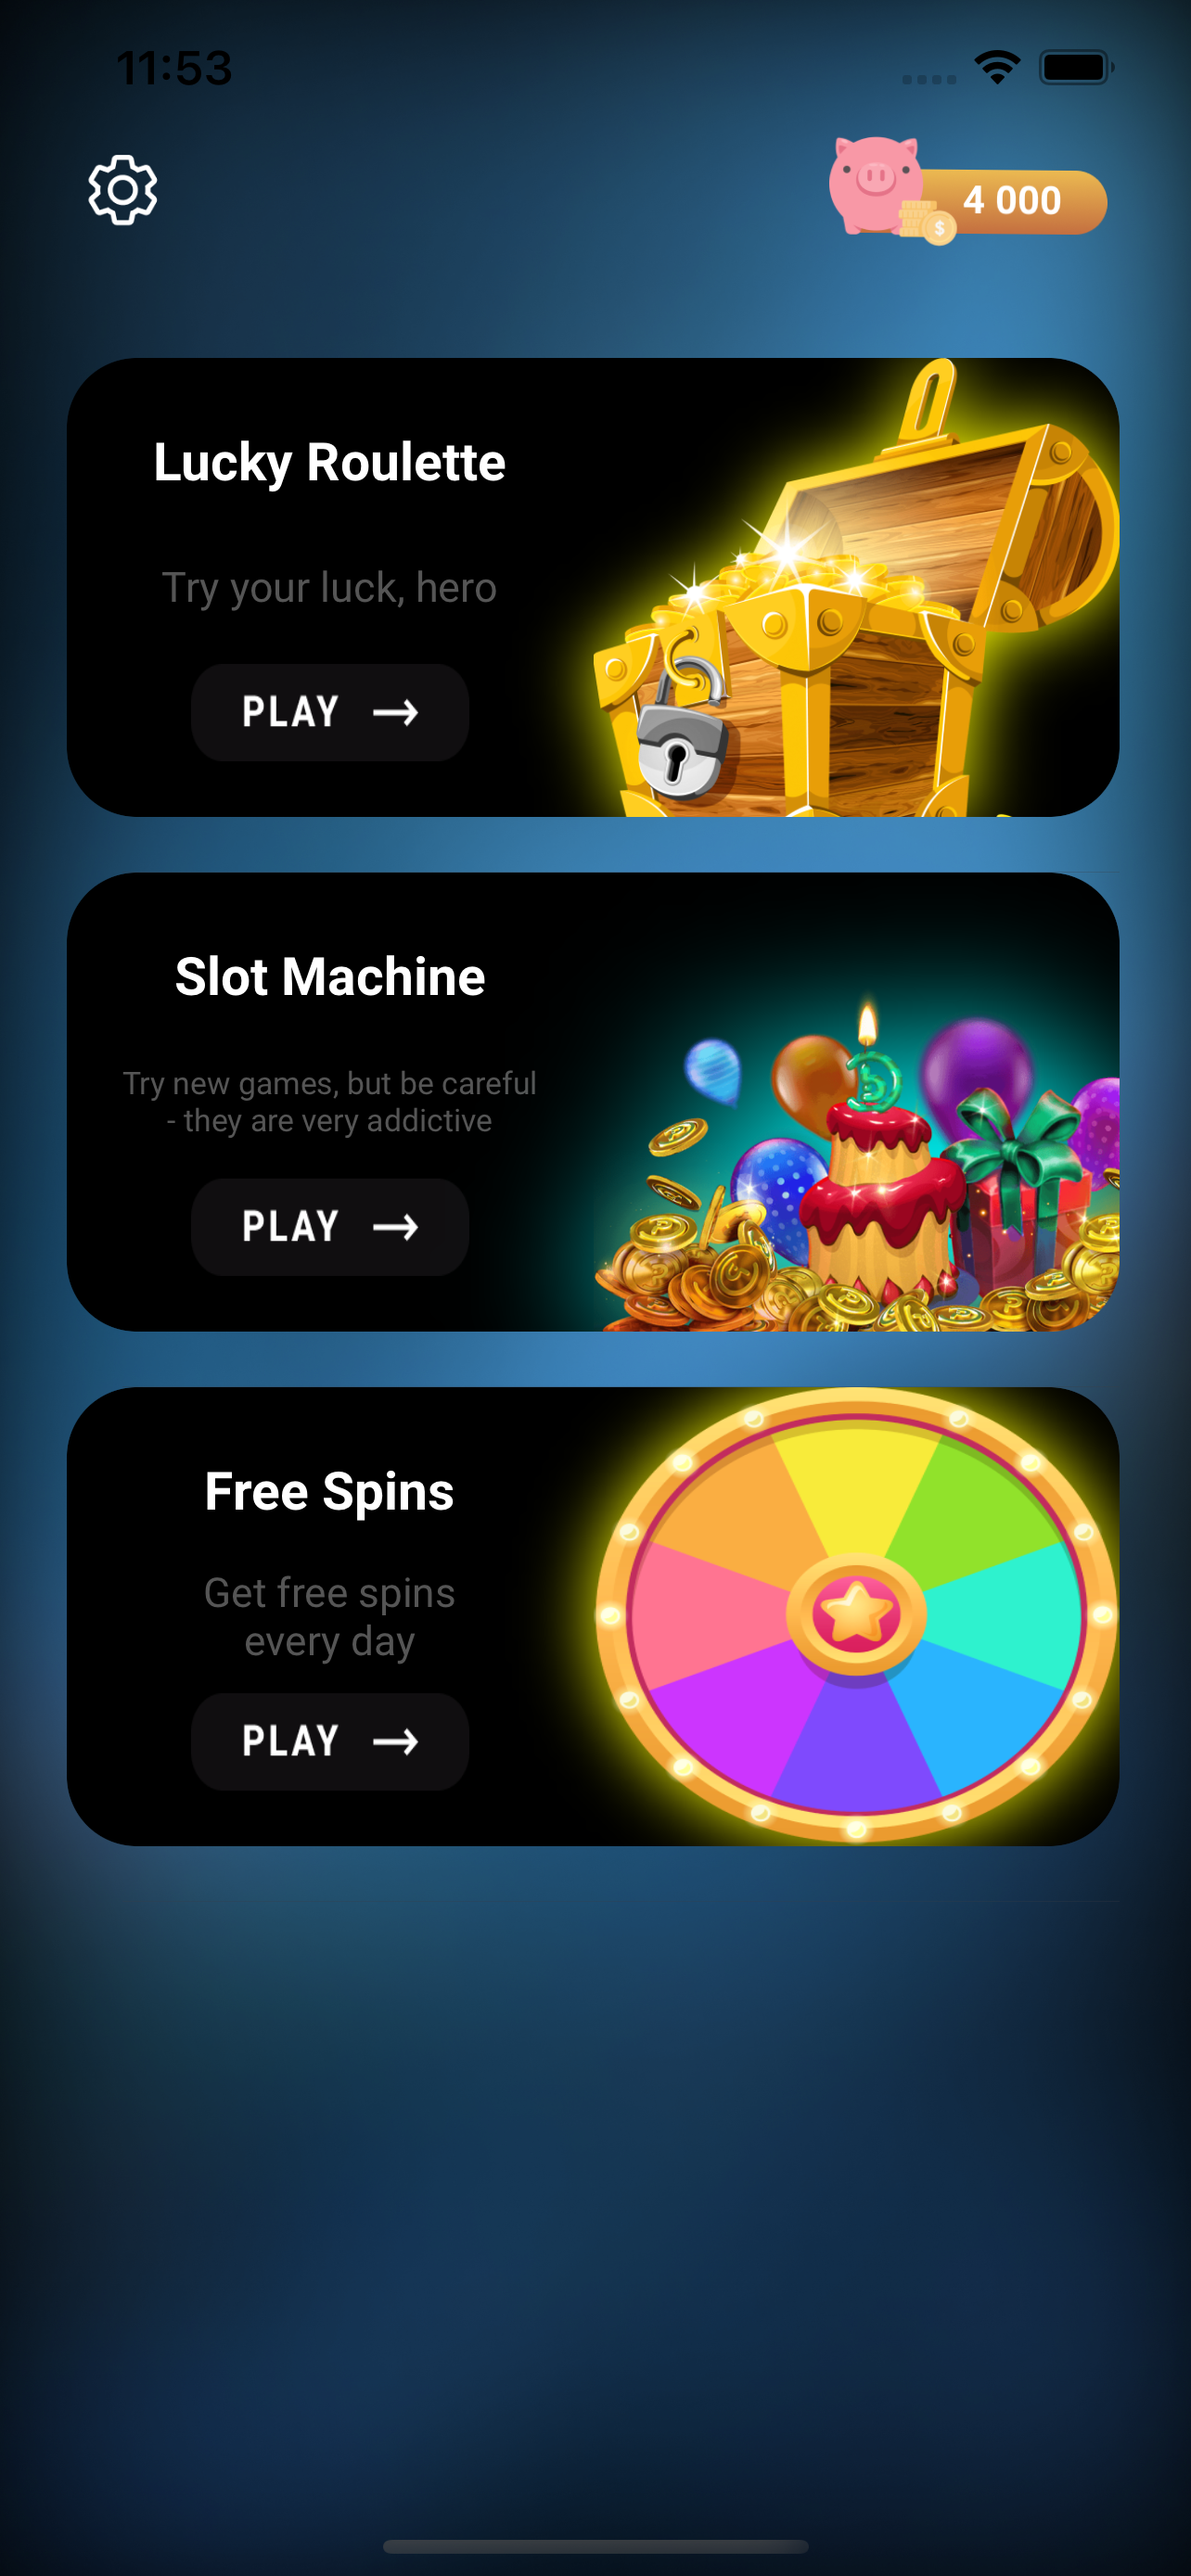 11:53
4 000
Lucky Roulette
Try your luck, hero
PLAY →
Slot Machine
Try new games, but be careful
- they are very addictive
PLAY →
Free Spins
Get free spins
every day
PLAY →